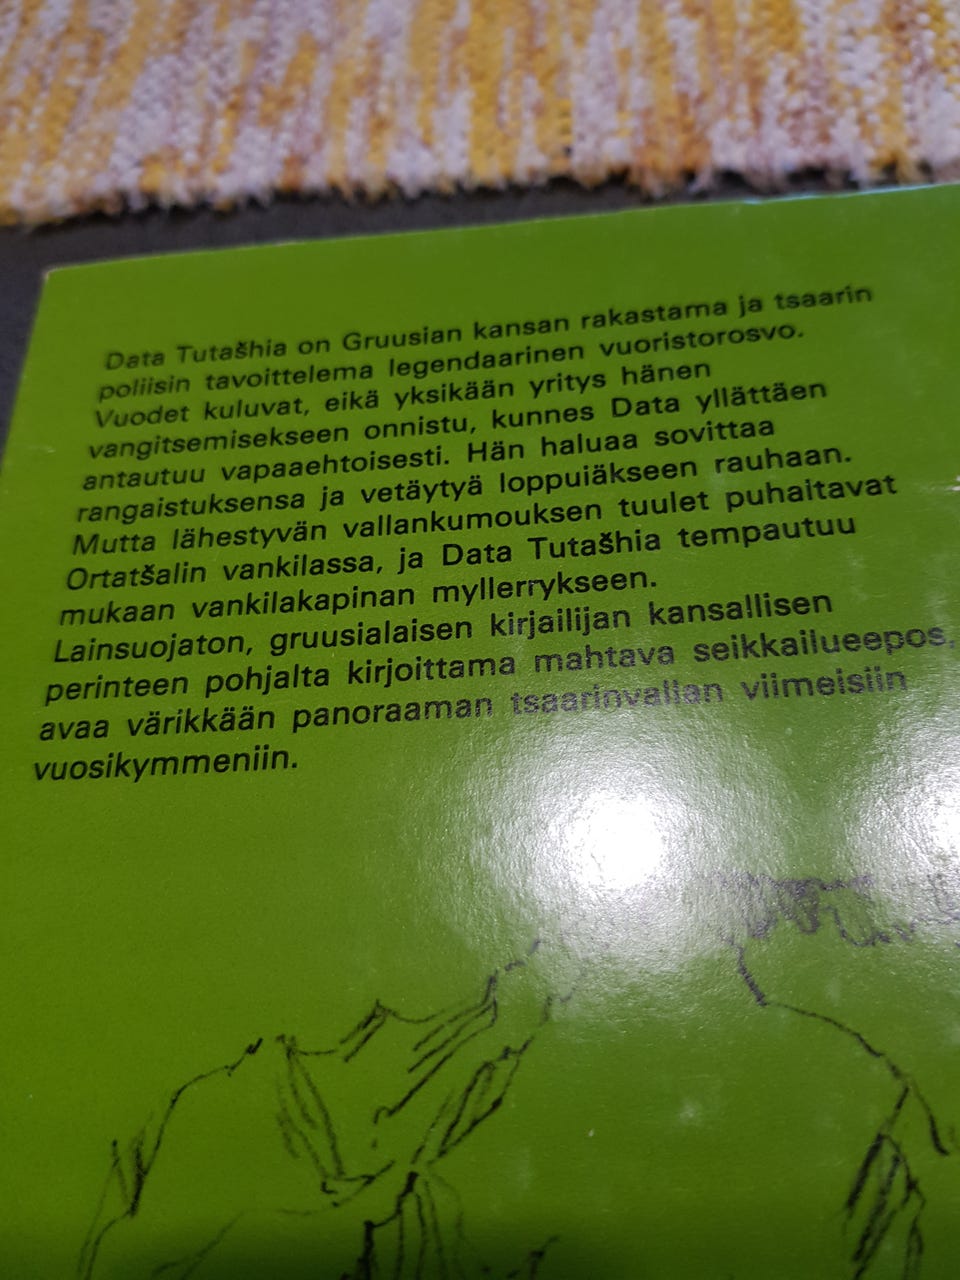 Data Tutašhia on Gruusian kansan rakastama ja tsaarin
poliisin tavoittelema legendaarinen vuoristorosvo.
Vuodet kuluvat, eikä yksikään yritys hänen
vangitsemisekseen onnistu, kunnes Data yllättäen
antautuu vapaaehtoisesti. Hän haluaa sovittaa
rangaistuksensa ja vetäytyä loppuiäkseen rauhaan.
Mutta lähestyvän vallankumouksen tuulet puhaltavat
Ortatšalin vankilassa, ja Data Tutašhia tempautuu
mukaan vankilakapinan myllerrykseen.
Lainsuojaton, gruusialaisen kirjailijan kansallisen
perinteen pohjalta kirjoittama mahtava seikkailueepos,
avaa värikkään panoraaman tsaarinvallan viimeisiin
vuosikymmeniin.